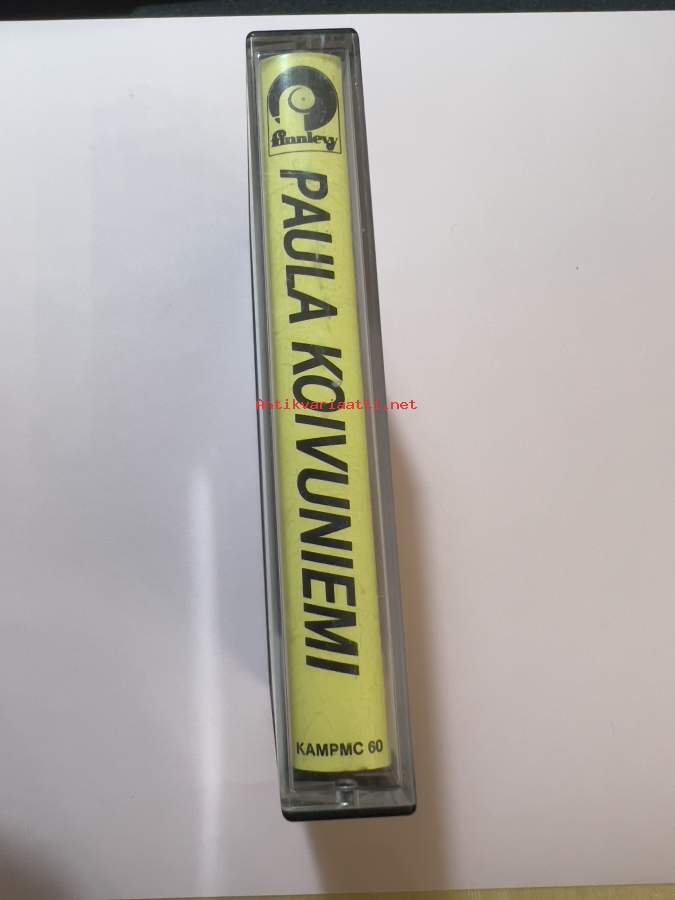 finnlevy
PAULA KOIVUNIEMI
Antikvariaatti.net
KAMPMC 60